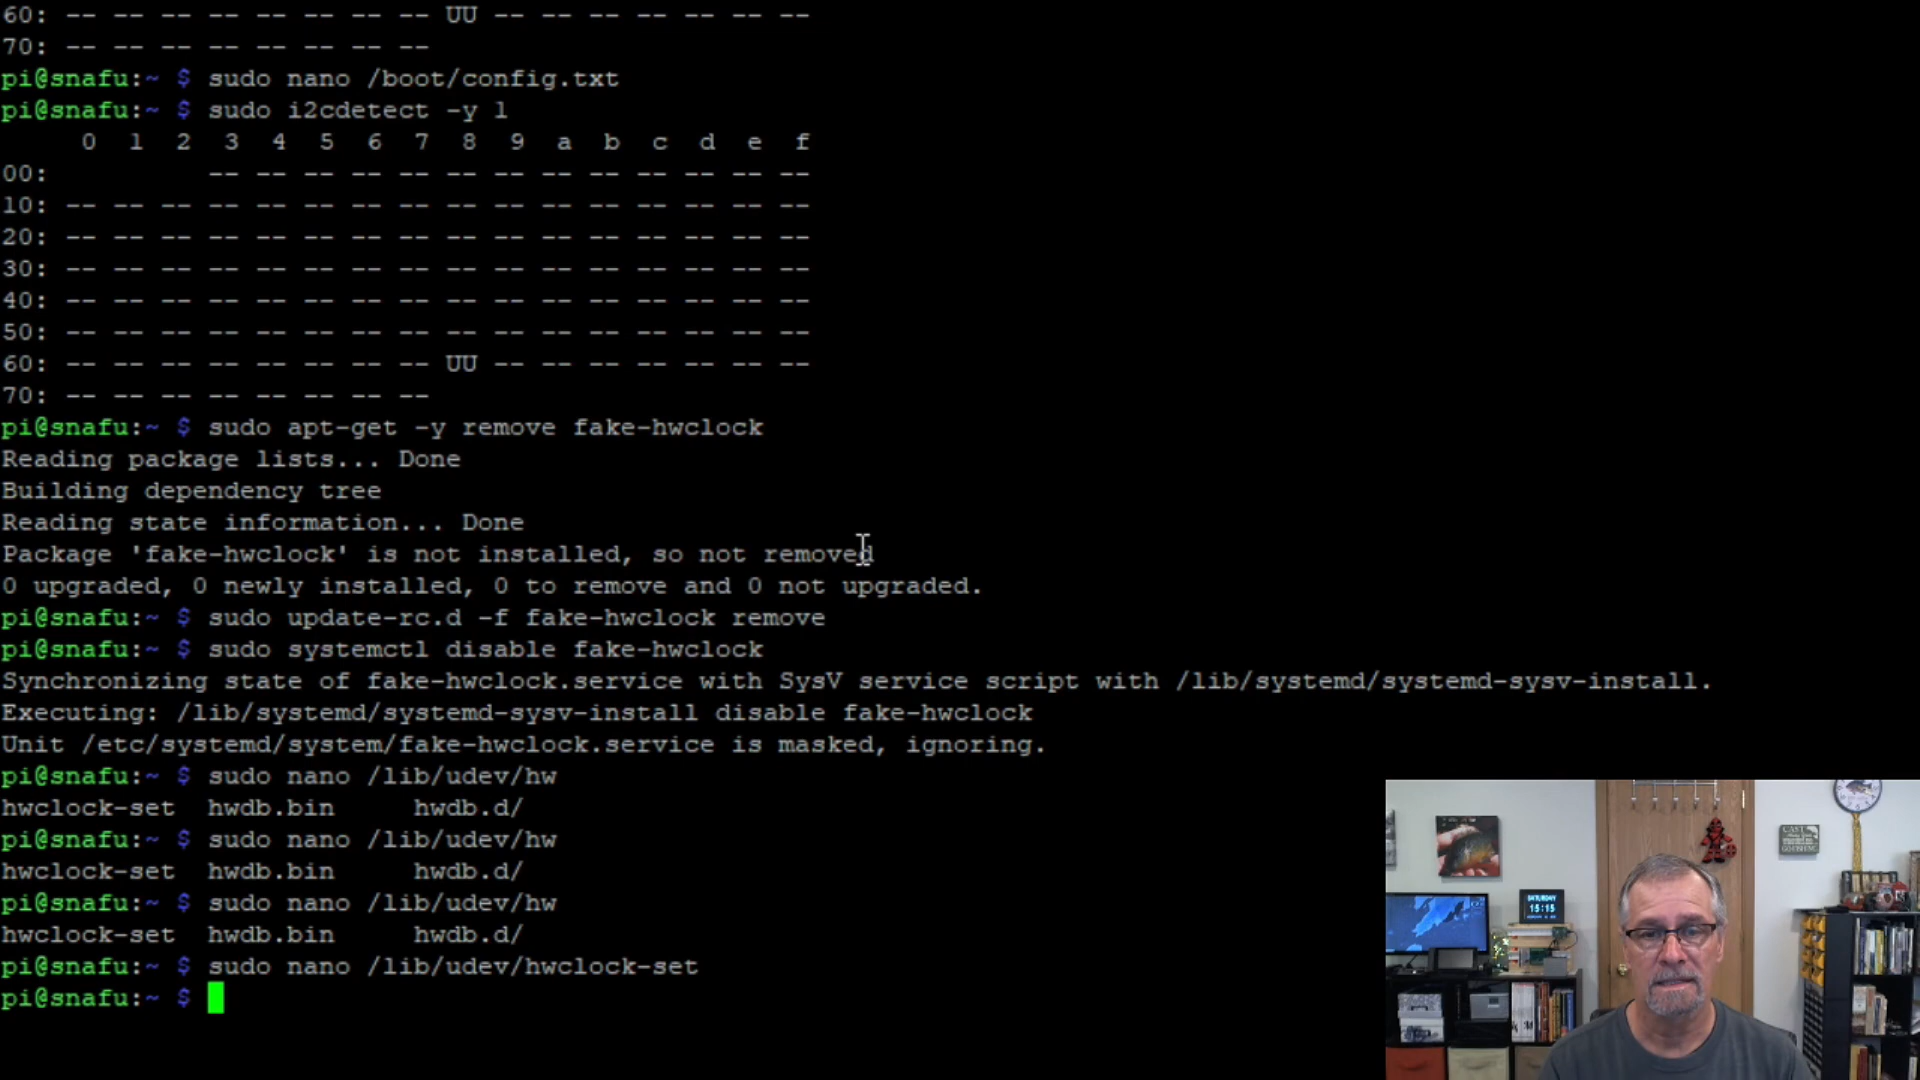 60: -- -- -- -- -- -- -- -- UU -- -- -- -- -- -- --
70: -- -- -- -- -- -- -- --
pi@snafu:~ $ sudo nano /boot/config.txt
pi@snafu:~ $ sudo i2cdetect -y 1
     0  1  2  3  4  5  6  7  8  9  a  b  c  d  e  f
00:          -- -- -- -- -- -- -- -- -- -- -- -- --
10: -- -- -- -- -- -- -- -- -- -- -- -- -- -- -- --
20: -- -- -- -- -- -- -- -- -- -- -- -- -- -- -- --
30: -- -- -- -- -- -- -- -- -- -- -- -- -- -- -- --
40: -- -- -- -- -- -- -- -- -- -- -- -- -- -- -- --
50: -- -- -- -- -- -- -- -- -- -- -- -- -- -- -- --
60: -- -- -- -- -- -- -- -- UU -- -- -- -- -- -- --
70: -- -- -- -- -- -- -- --
pi@snafu:~ $ sudo apt-get -y remove fake-hwclock
Reading package lists... Done
Building dependency tree
Reading state information... Done
Package 'fake-hwclock' is not installed, so not removed
0 upgraded, 0 newly installed, 0 to remove and 0 not upgraded.
pi@snafu:~ $ sudo update-rc.d -f fake-hwclock remove
pi@snafu:~ $ sudo systemctl disable fake-hwclock
Synchronizing state of fake-hwclock.service with SysV service script with /lib/systemd/systemd-sysv-install.
Executing: /lib/systemd/systemd-sysv-install disable fake-hwclock
Unit /etc/systemd/system/fake-hwclock.service is masked, ignoring.
pi@snafu:~ $ sudo nano /lib/udev/hw
hwclock-set  hwdb.bin     hwdb.d/
pi@snafu:~ $ sudo nano /lib/udev/hw
hwclock-set  hwdb.bin     hwdb.d/
pi@snafu:~ $ sudo nano /lib/udev/hw
hwclock-set  hwdb.bin     hwdb.d/
pi@snafu:~ $ sudo nano /lib/udev/hwclock-set
pi@snafu:~ $
SATURDAY
15:15